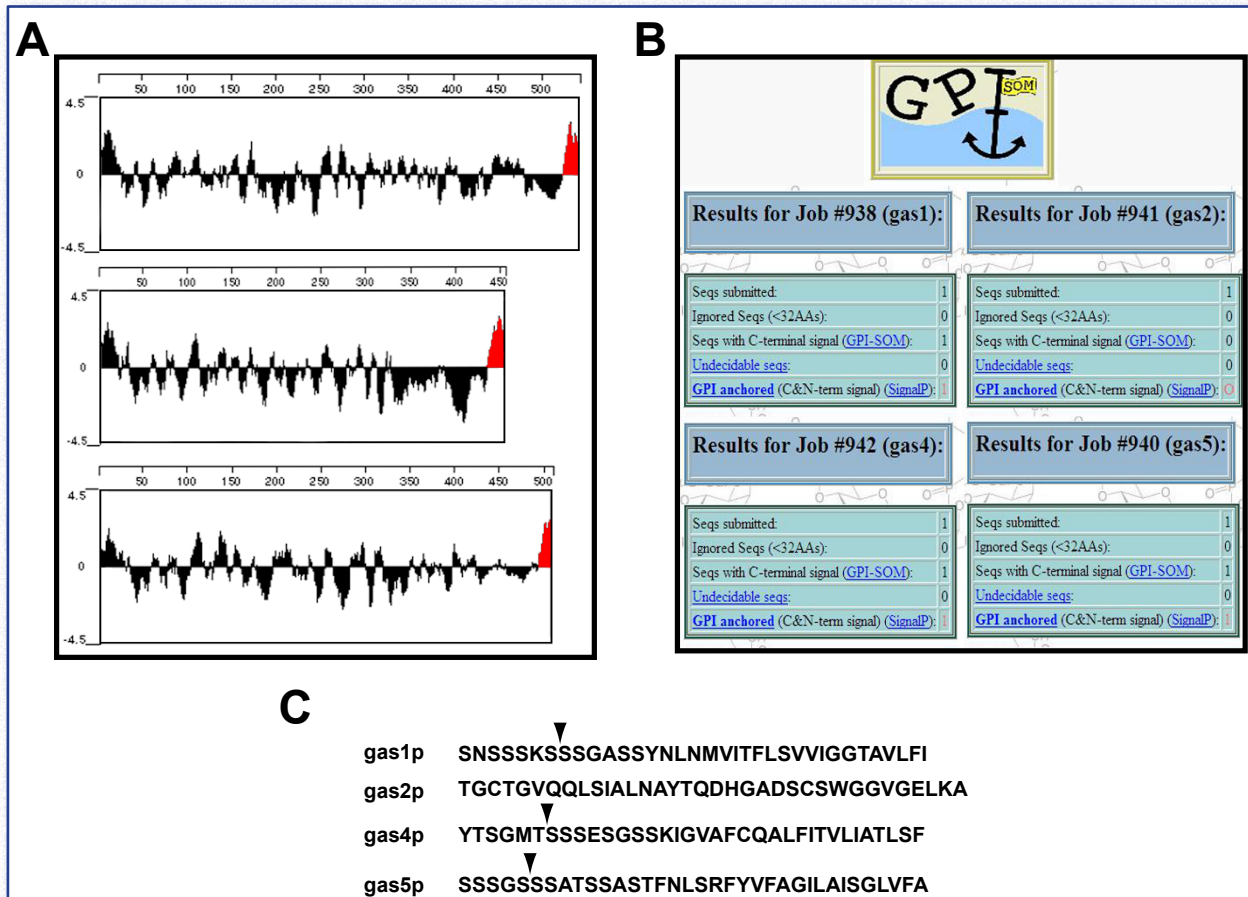 A
50 100 150 200 250 300 350 400 450 500
4.5
0
-4.5
50 100 150 200 250 300 350 400 450
4.5
0
-4.5
50 100 150 200 250 300 350 400 450 500
4.5
0
-4.5
B
GPI
SOM
Results for Job #938 (gas1):
Seqs submitted: 1
Ignored Seqs (<32AAs): 0
Seqs with C-terminal signal (GPI-SOM): 1
Undecidable seqs: 0
GPI anchored (C&N-term signal) (SignalP): 1
Results for Job #941 (gas2):
Seqs submitted: 1
Ignored Seqs (<32AAs): 0
Seqs with C-terminal signal (GPI-SOM): 0
Undecidable seqs: 0
GPI anchored (C&N-term signal) (SignalP): 0
Results for Job #942 (gas4):
Seqs submitted: 1
Ignored Seqs (<32AAs): 0
Seqs with C-terminal signal (GPI-SOM): 1
Undecidable seqs: 0
GPI anchored (C&N-term signal) (SignalP): 1
Results for Job #940 (gas5):
Seqs submitted: 1
Ignored Seqs (<32AAs): 0
Seqs with C-terminal signal (GPI-SOM): 1
Undecidable seqs: 0
GPI anchored (C&N-term signal) (SignalP): 1
C
gas1p SNSSSKSSSGASSYNLNMVITFLSVVIGGTAVLFI
gas2p TGCTGVQQLSIALNAYTQDHGADSCSWGGVGELKA
gas4p YTSGMTSSSESGSSKIGVAFCQALFITVLIATLSF
gas5p SSSGSSSATSSASTFNLSRFYVFAGILAISGLVFA